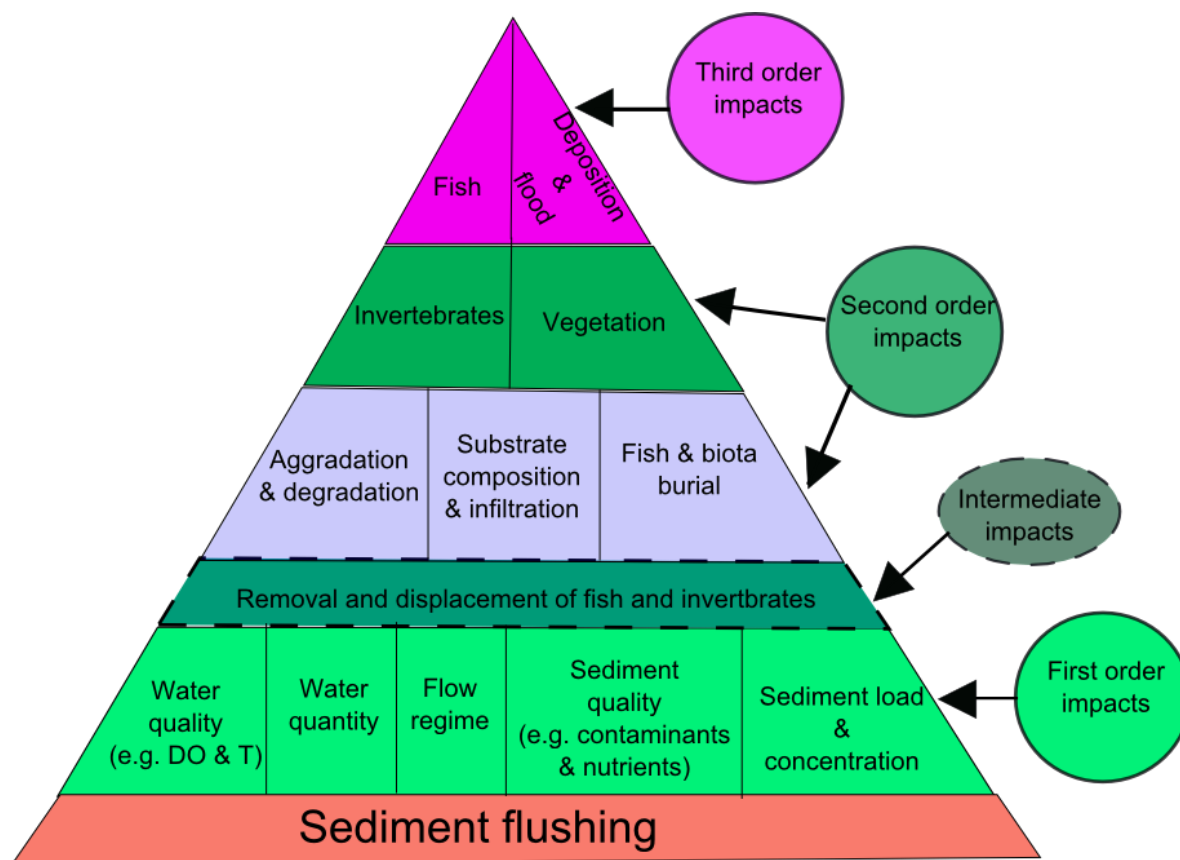 Third order
impacts
Fish
Deposition
&
flood
Invertebrates
Vegetation
Second order
impacts
Aggradation
& degradation
Substrate
composition
& infiltration
Fish & biota
burial
Intermediate
impacts
Removal and displacement of fish and invertbrates
Water
quality
(e.g. DO & T)
Water
quantity
Flow
regime
Sediment
quality
(e.g. contaminants
& nutrients)
Sediment load
&
concentration
First order
impacts
Sediment flushing